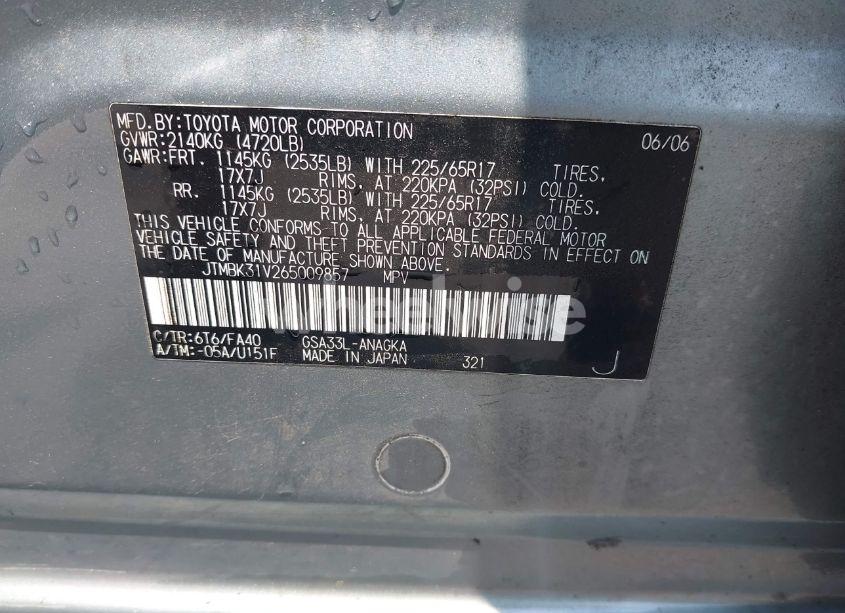 MFD. BY:TOYOTA MOTOR CORPORATION 06/06
GVWR:2140KG (4720LB)
GAWR:FRT. 1145KG (2535LB) WITH 225/65R17 TIRES,
17X7J RIMS, AT 220KPA (32PSI) COLD.
RR. 1145KG (2535LB) WITH 225/65R17 TIRES,
17X7J RIMS, AT 220KPA (32PSI) COLD.
THIS VEHICLE CONFORMS TO ALL APPLICABLE FEDERAL MOTOR
VEHICLE SAFETY AND THEFT PREVENTION STANDARDS IN EFFECT ON
THE DATE OF MANUFACTURE SHOWN ABOVE.
JTMBK31V265009857 MPV
wheelwise
C/TR:6T6/FA40 GSA33L-ANAGKA
A/TM:-05A/U151F MADE IN JAPAN 321 J